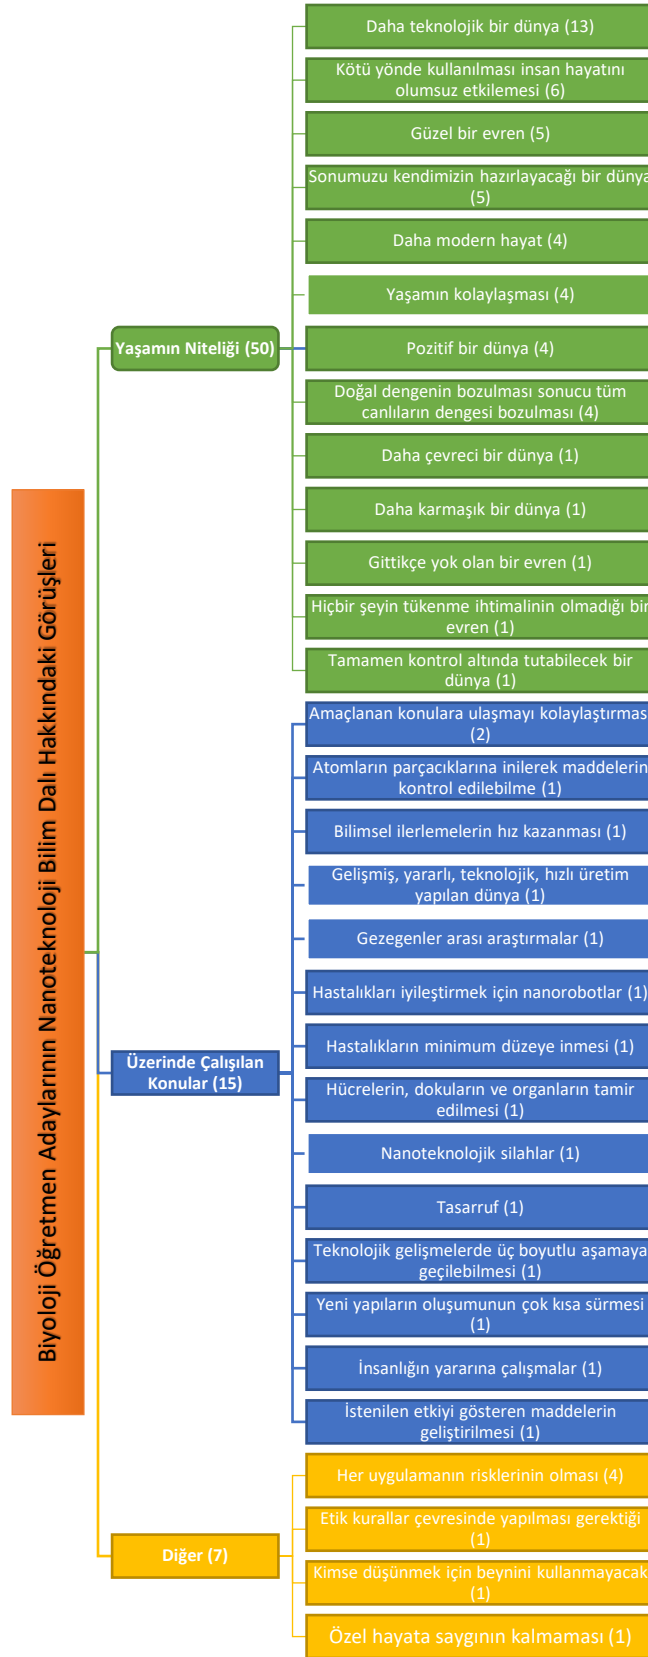 Biyoloji Öğretmen Adaylarının Nanoteknoloji Bilim Dalı Hakkındaki Görüşleri
Yaşamın Niteliği (50)
Daha teknolojik bir dünya (13)
Kötü yönde kullanılması insan hayatını
olumsuz etkilemesi (6)
Güzel bir evren (5)
Sonumuzu kendimizin hazırlayacağı bir dünya
(5)
Daha modern hayat (4)
Yaşamın kolaylaşması (4)
Pozitif bir dünya (4)
Doğal dengenin bozulması sonucu tüm
canlıların dengesi bozulması (4)
Daha çevreci bir dünya (1)
Daha karmaşık bir dünya (1)
Gittikçe yok olan bir evren (1)
Hiçbir şeyin tükenme ihtimalinin olmadığı bir
evren (1)
Tamamen kontrol altında tutabilecek bir
dünya (1)
Üzerinde Çalışılan
Konular (15)
Amaçlanan konulara ulaşmayı kolaylaştırmas
(2)
Atomların parçacıklarına inilerek maddelerin
kontrol edilebilme (1)
Bilimsel ilerlemelerin hız kazanması (1)
Gelişmiş, yararlı, teknolojik, hızlı üretim
yapılan dünya (1)
Gezegenler arası araştırmalar (1)
Hastalıkları iyileştirmek için nanorobotlar (1)
Hastalıkların minimum düzeye inmesi (1)
Hücrelerin, dokuların ve organların tamir
edilmesi (1)
Nanoteknolojik silahlar (1)
Tasarruf (1)
Teknolojik gelişmelerde üç boyutlu aşamaya
geçilebilmesi (1)
Yeni yapıların oluşumunun çok kısa sürmesi
(1)
İnsanlığın yararına çalışmalar (1)
İstenilen etkiyi gösteren maddelerin
geliştirilmesi (1)
Diğer (7)
Her uygulamanın risklerinin olması (4)
Etik kurallar çevresinde yapılması gerektiği
(1)
Kimse düşünmek için beynini kullanmayacak
(1)
Özel hayata saygının kalmaması (1)